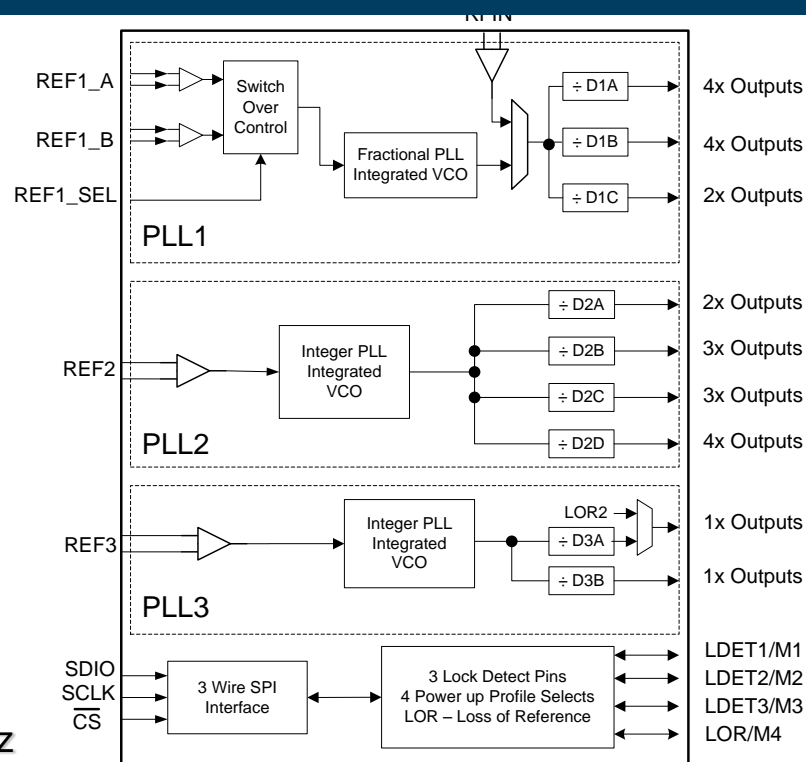 REF1_A
REF1_B
REF1_SEL
Switch
Over
Control
Fractional PLL
Integrated VCO
÷ D1A
÷ D1B
÷ D1C
4x Outputs
4x Outputs
2x Outputs
PLL1
REF2
Integer PLL
Integrated
VCO
÷ D2A
÷ D2B
÷ D2C
÷ D2D
2x Outputs
3x Outputs
3x Outputs
4x Outputs
PLL2
REF3
Integer PLL
Integrated
VCO
LOR2
÷ D3A
÷ D3B
1x Outputs
1x Outputs
PLL3
SDIO
SCLK
CS
3 Wire SPI
Interface
3 Lock Detect Pins
4 Power up Profile Selects
LOR – Loss of Reference
LDET1/M1
LDET2/M2
LDET3/M3
LOR/M4
z